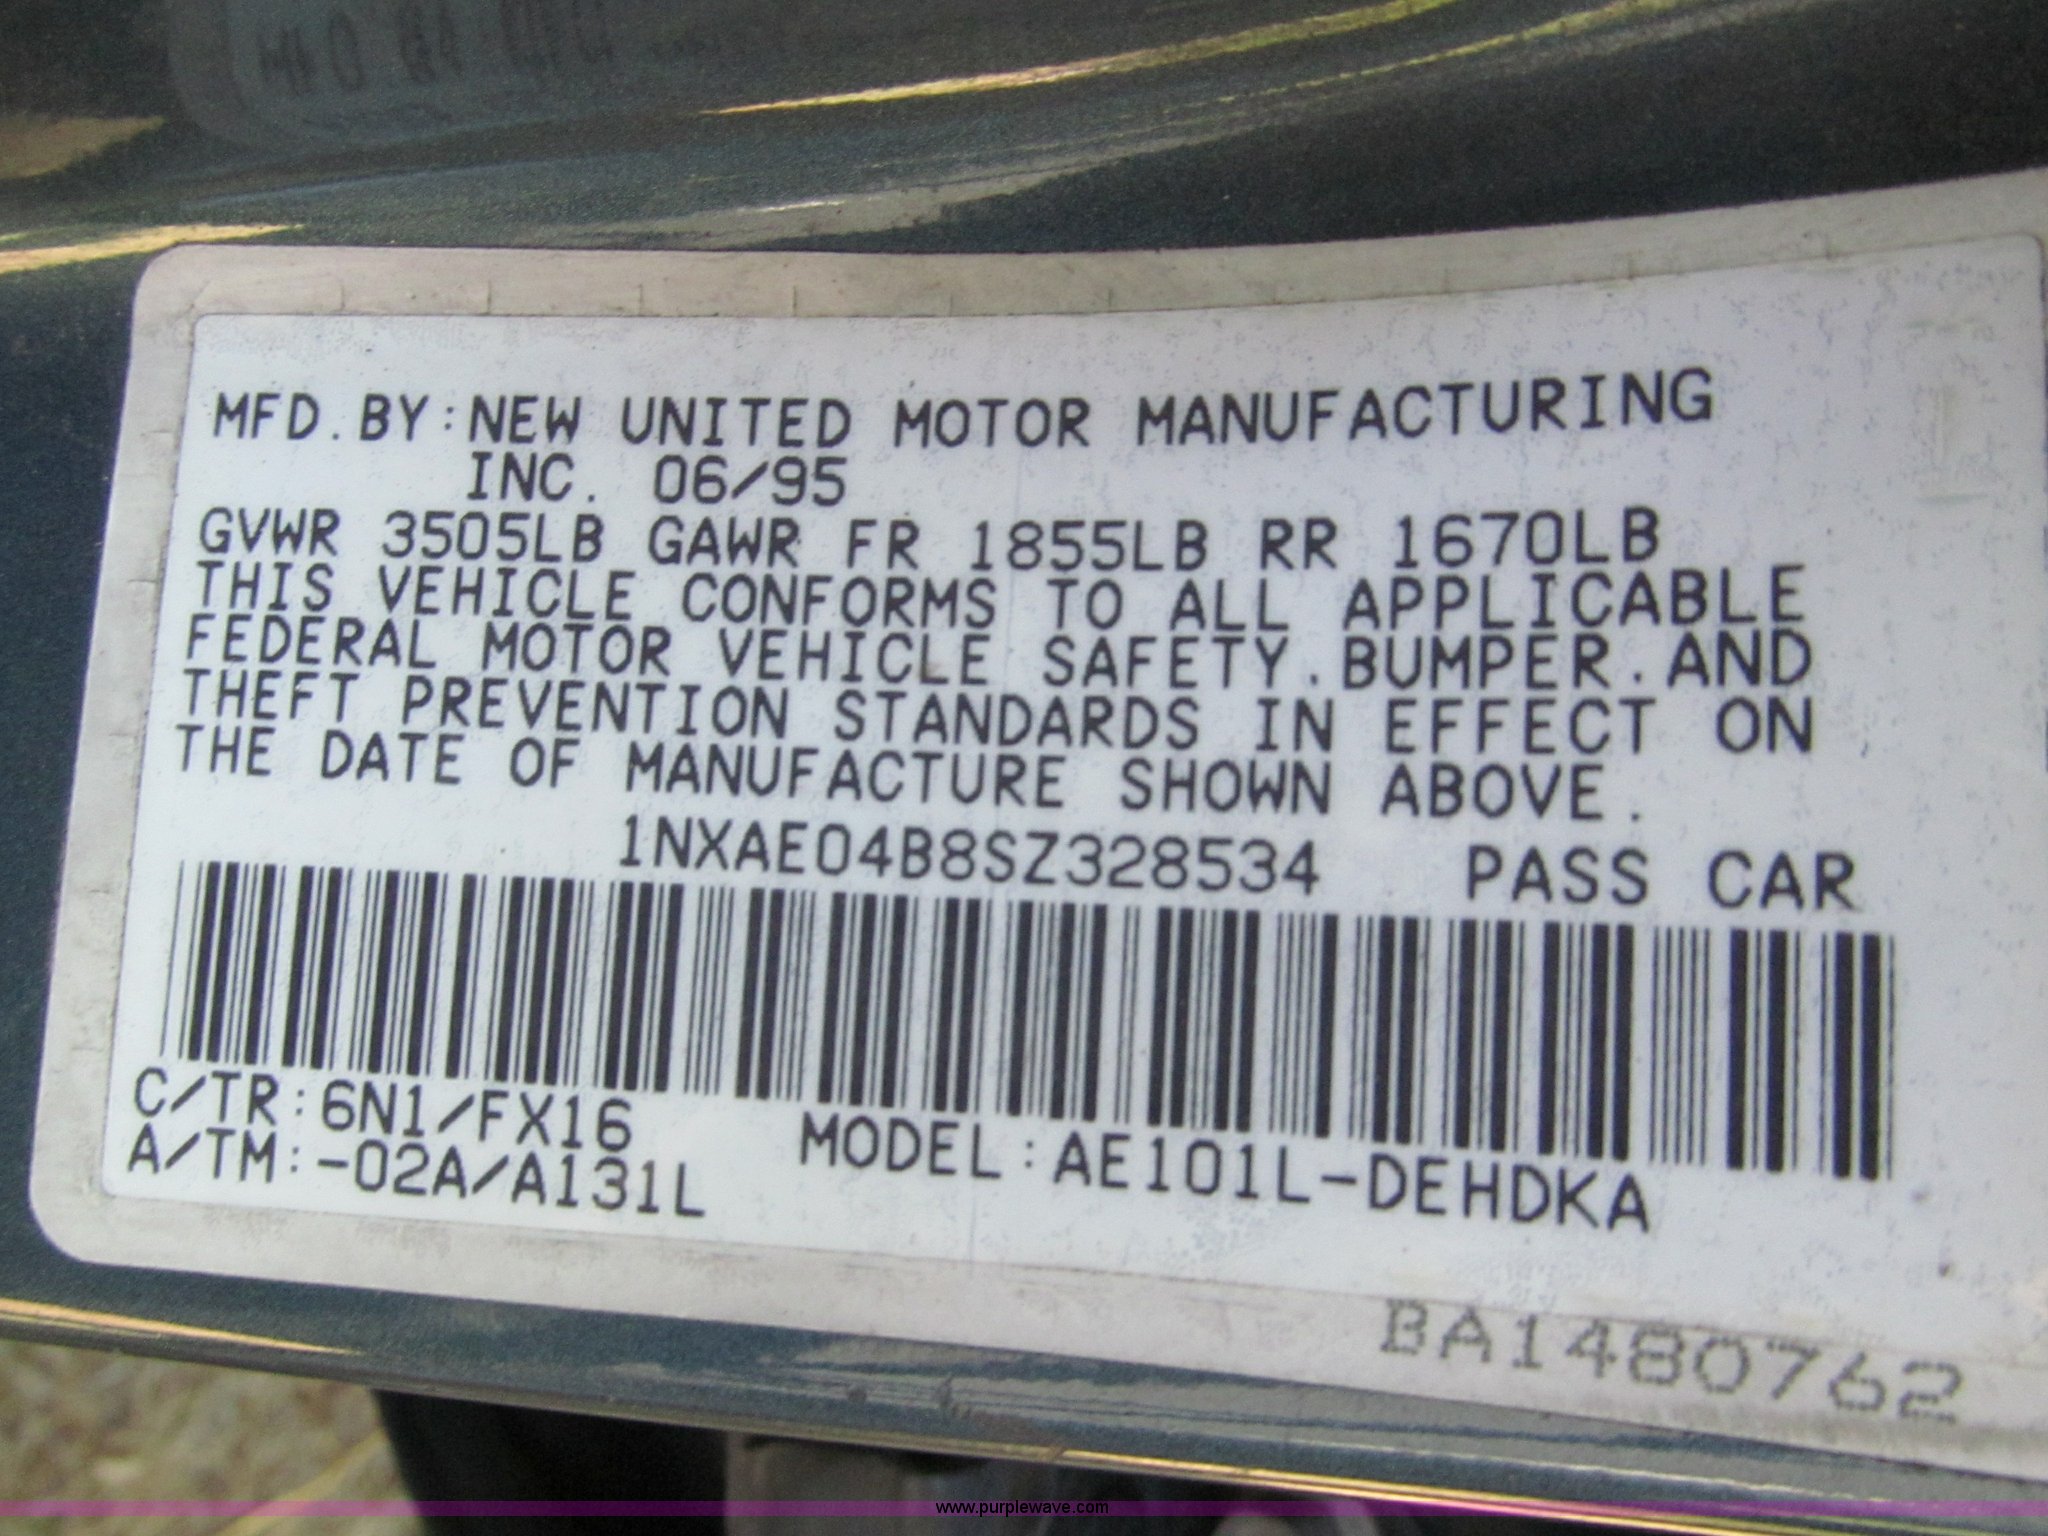 MFD.BY:NEW UNITED MOTOR MANUFACTURING
INC. 06/95
GVWR 3505LB GAWR FR 1855LB RR 1670LB
THIS VEHICLE CONFORMS TO ALL APPLICABLE
FEDERAL MOTOR VEHICLE SAFETY.BUMPER.AND
THEFT PREVENTION STANDARDS IN EFFECT ON
THE DATE OF MANUFACTURE SHOWN ABOVE.
1NXAE04B8SZ328534 PASS CAR
C/TR:6N1/FX16
A/TM:-02A/A131L MODEL:AE101L-DEHDKA
BA1480762
www.purplewave.com